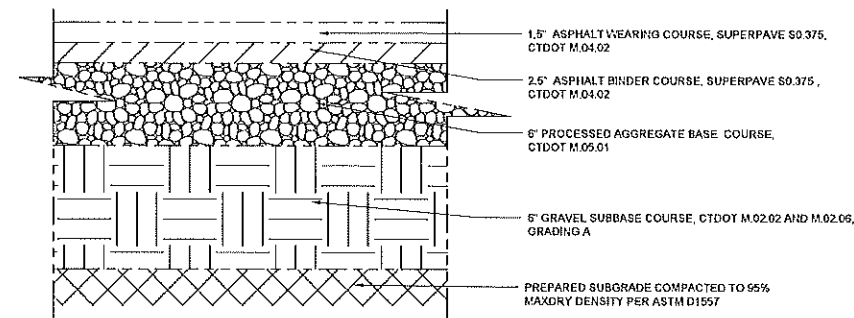 1.5" ASPHALT WEARING COURSE, SUPERPAVE S0.375,
CTDOT M.04.02
2.5" ASPHALT BINDER COURSE, SUPERPAVE S0.375 ,
CTDOT M.04.02
6" PROCESSED AGGREGATE BASE COURSE,
CTDOT M.05.01
6" GRAVEL SUBBASE COURSE, CTDOT M.02.02 AND M.02.06,
GRADING A
PREPARED SUBGRADE COMPACTED TO 95%
MAXDRY DENSITY PER ASTM D1557